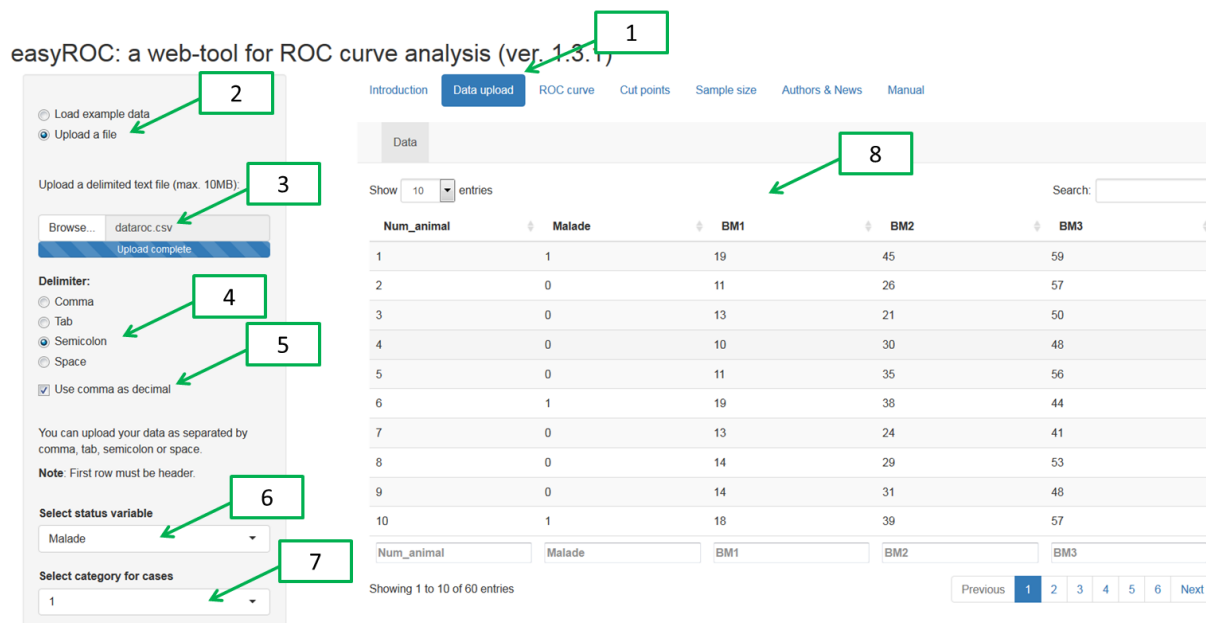 1
easyROC: a web-tool for ROC curve analysis (ver. 1.3.1)
2
Load example data
Upload a file
Upload a delimited text file (max. 10MB):
3
Browse... dataroc.csv
Upload complete
Delimiter:
Comma
4
Tab
Semicolon
5
Space
Use comma as decimal
You can upload your data as separated by
comma, tab, semicolon or space.
Note: First row must be header.
6
Select status variable
Malade
7
Select category for cases
1
Introduction Data upload ROC curve Cut points Sample size Authors & News Manual
Data
8
Show 10 entries Search:
Num_animal Malade BM1 BM2 BM3
1 1 19 45 59
2 0 11 26 57
3 0 13 21 50
4 0 10 30 48
5 0 11 35 56
6 1 19 38 44
7 0 13 24 41
8 0 14 29 53
9 0 14 31 48
10 1 18 39 57
Num_animal Malade BM1 BM2 BM3
Showing 1 to 10 of 60 entries Previous 1 2 3 4 5 6 Next